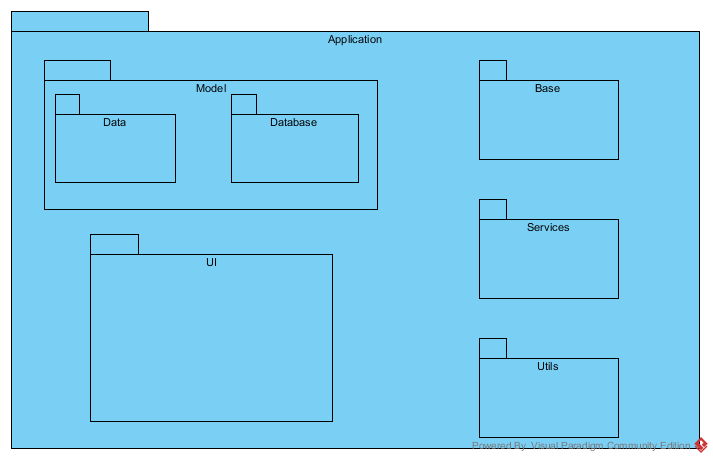 Application
Model
Base
Data
Database
Services
UI
Utils
Powered By Visual Paradigm Community Edition